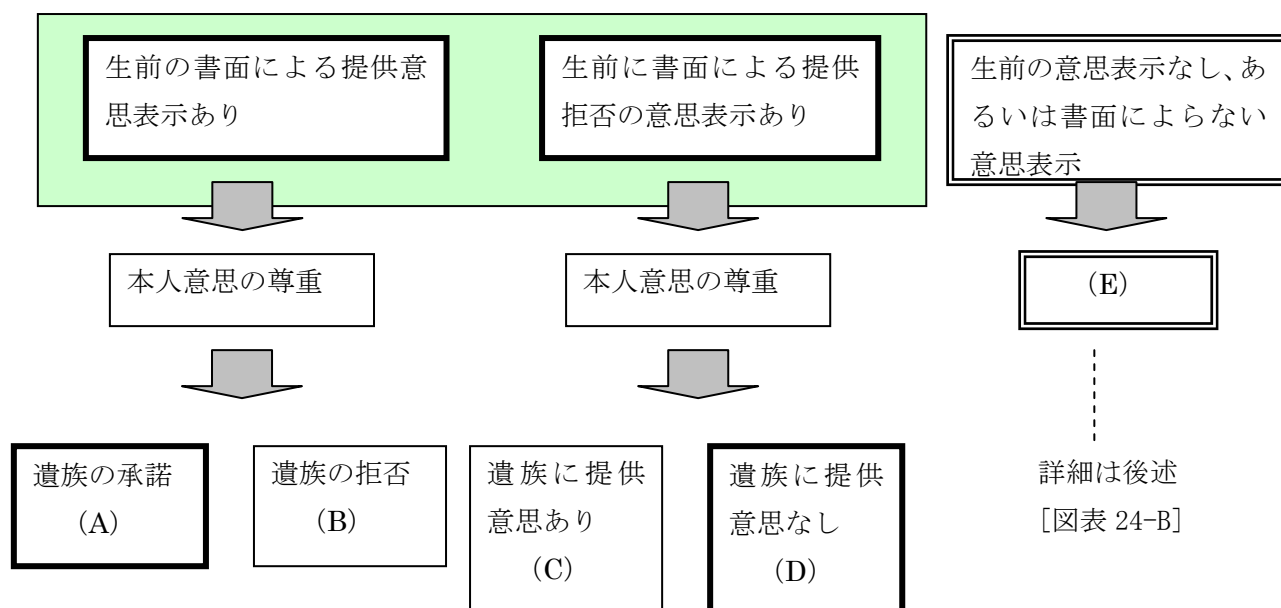 生前の書面による提供意
思表示あり
生前に書面による提供
拒否の意思表示あり
生前の意思表示なし、あ
るいは書面によらない
意思表示
本人意思の尊重
本人意思の尊重
（E）
遺族の承諾
（A）
遺族の拒否
（B）
遺族に提供
意思あり
（C）
遺族に提供
意思なし
（D）
詳細は後述
［図表 24-B］